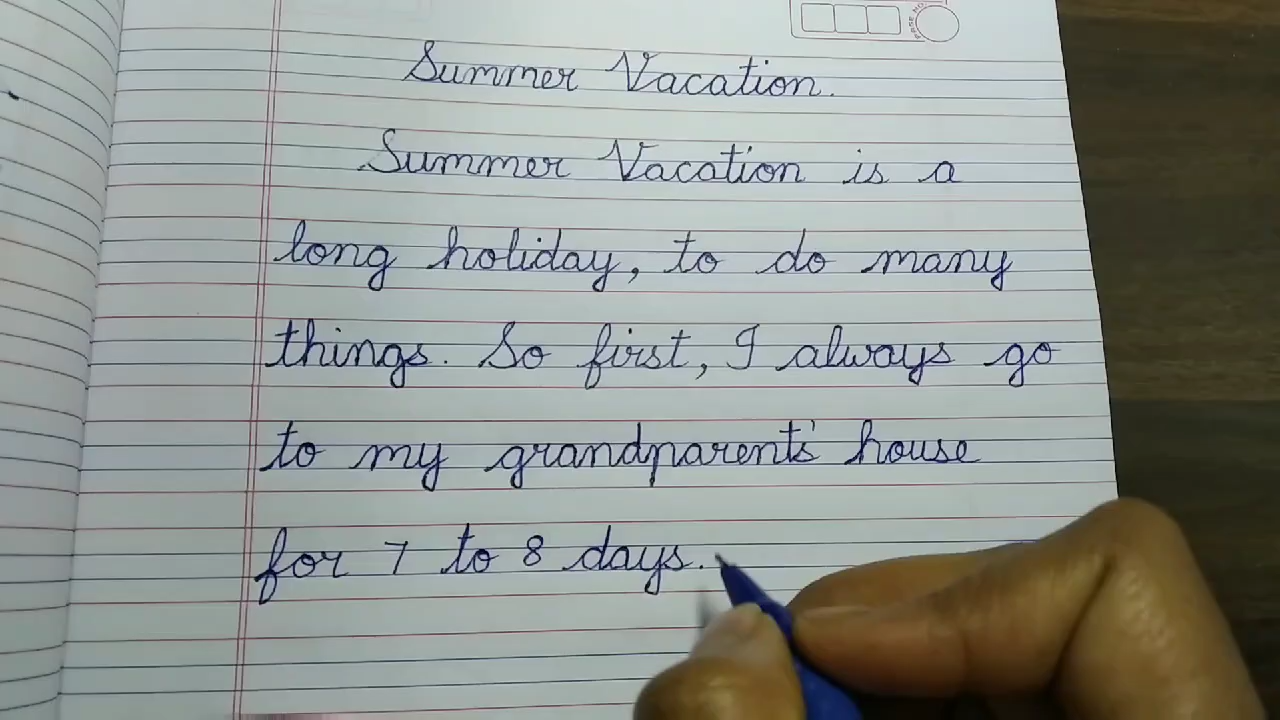 Summer Vacation.
Summer Vacation is a
long holiday, to do many
things. So first, I always go
to my grandparents' house
for 7 to 8 days.